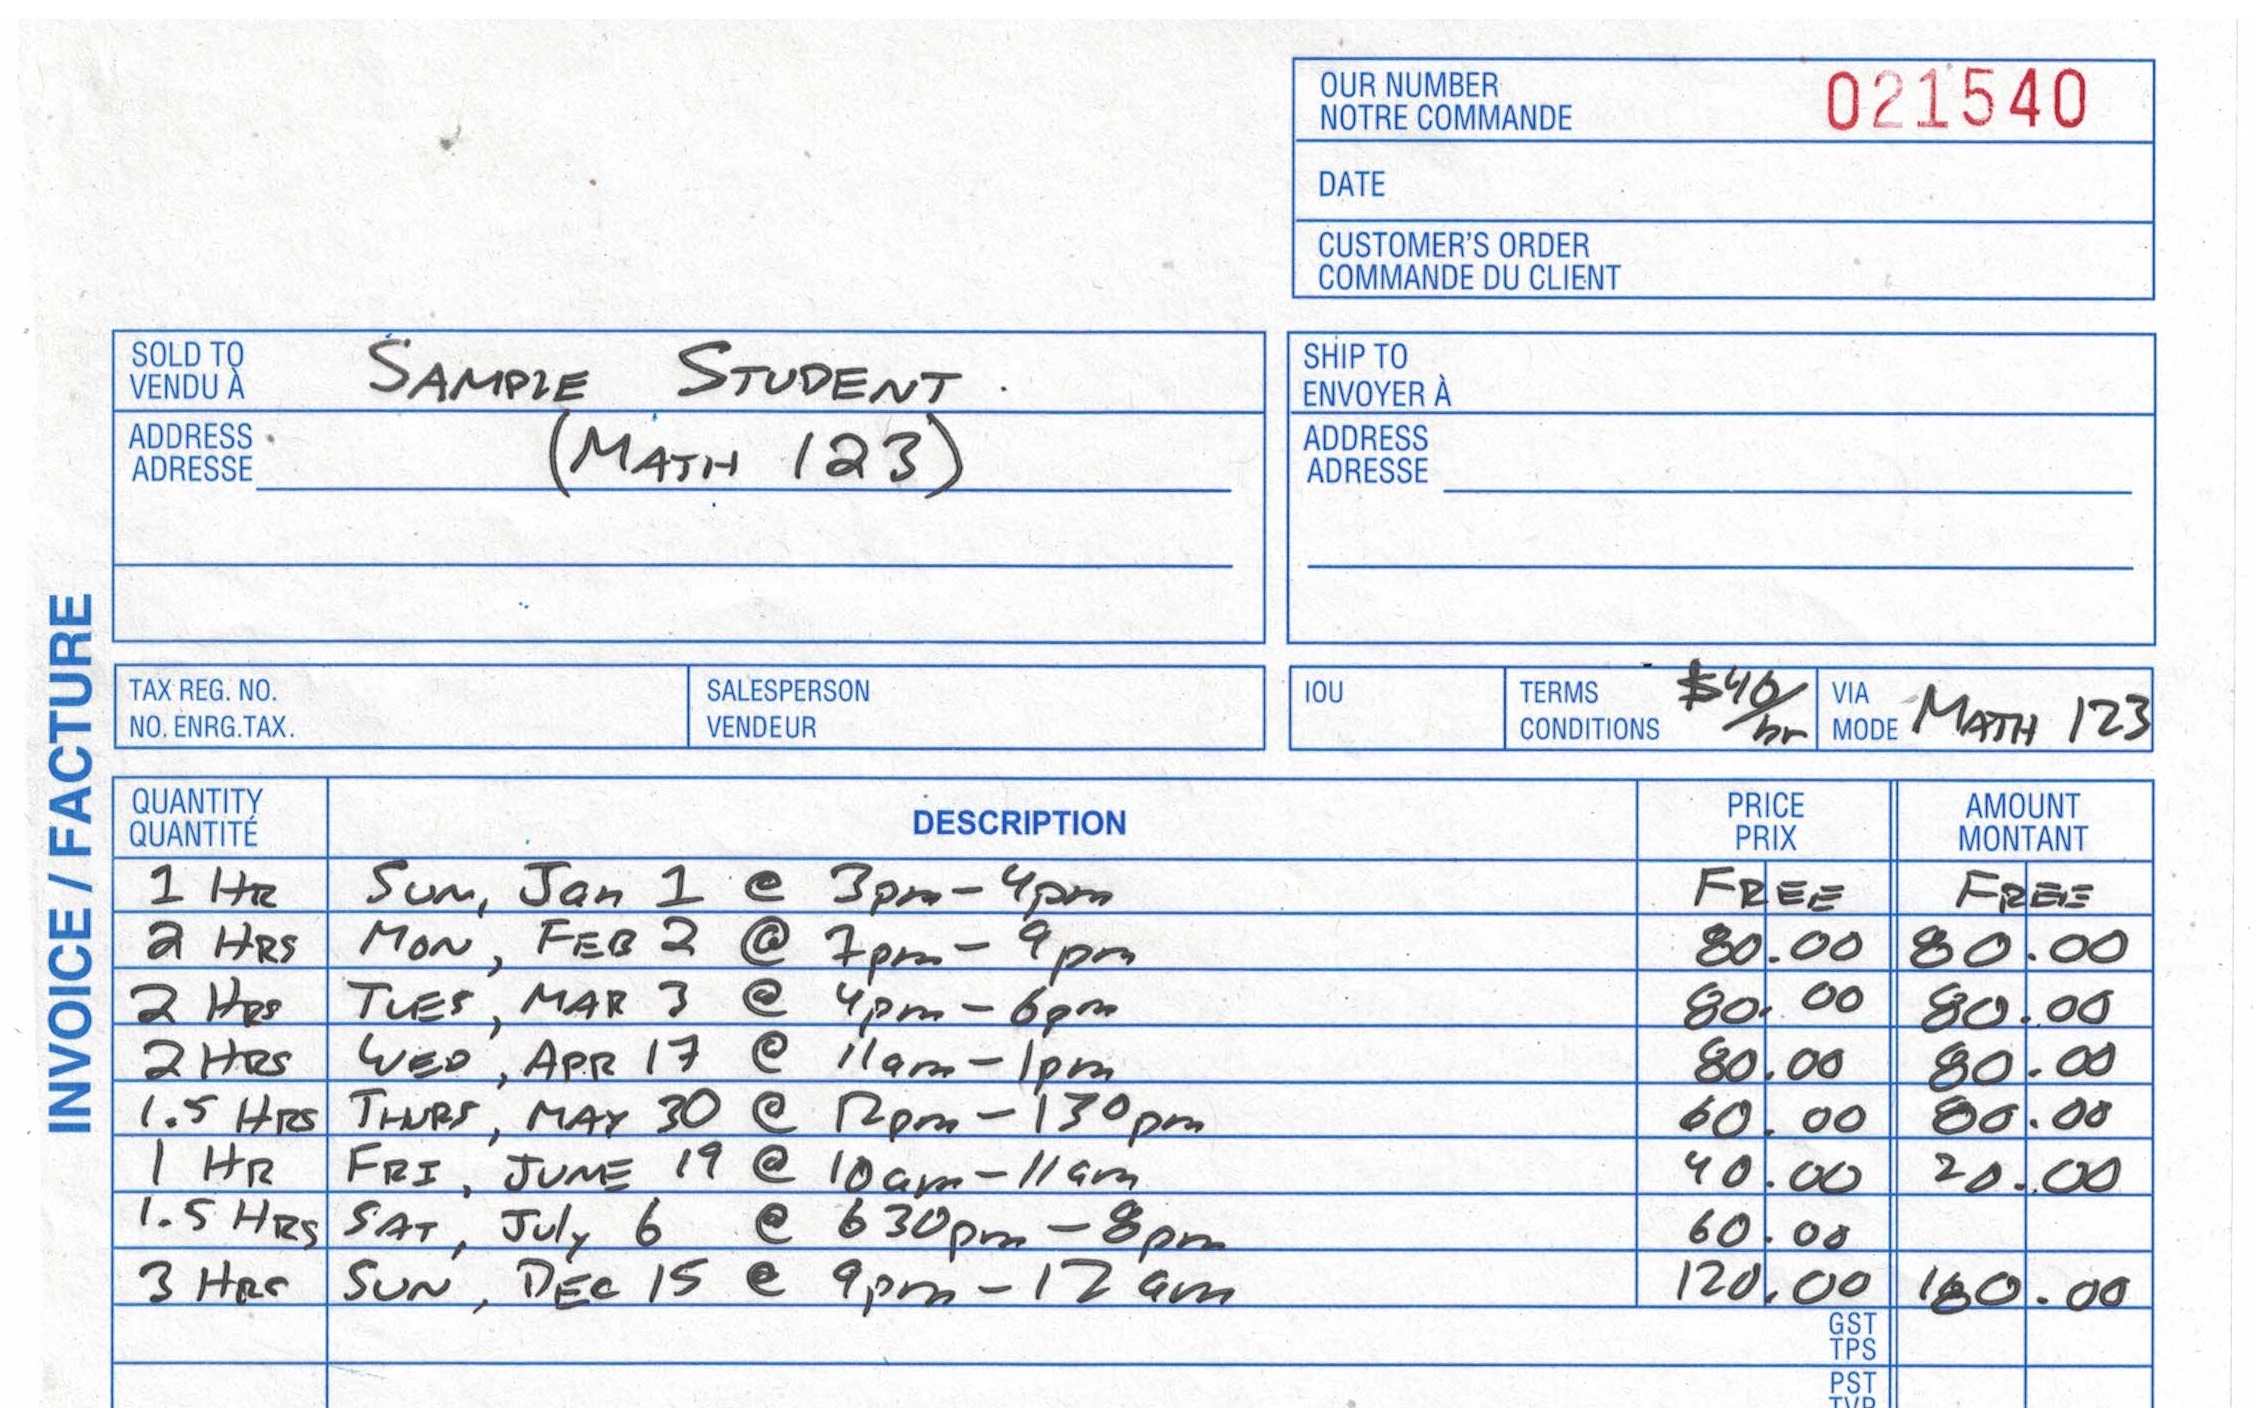 OUR NUMBER
NOTRE COMMANDE
021540
DATE
CUSTOMER'S ORDER
COMMANDE DU CLIENT
SOLD TO
VENDU À
SAMPLE STUDENT
ADDRESS
ADRESSE
(MATH 123)
SHIP TO
ENVOYER À
ADDRESS
ADRESSE
INVOICE / FACTURE
TAX REG. NO.
NO. ENRG.TAX.
SALESPERSON
VENDEUR
IOU
TERMS
CONDITIONS
$40/hr
VIA
MODE
MATH 123
QUANTITY
QUANTITÉ
DESCRIPTION
PRICE
PRIX
AMOUNT
MONTANT
1 HR SUN, Jan 1 @ 3pm - 4pm FREE FREE
2 HRS MON, FEB 2 @ 7pm - 9pm 80.00 80.00
2 HRS TUES, MAR 3 @ 4pm - 6pm 80.00 80.00
2 HRS WED, APR 17 @ 11am - 1pm 80.00 80.00
1.5 HRS THURS, MAY 30 @ 12pm - 130pm 60.00 80.00
1 HR FRI, JUNE 19 @ 10am - 11am 40.00 20.00
1.5 HRS SAT, July 6 @ 630pm - 8pm 60.00
3 HRS SUN, DEC 15 @ 9pm - 12am 120.00 180.00
GST
TPS
PST
TVP